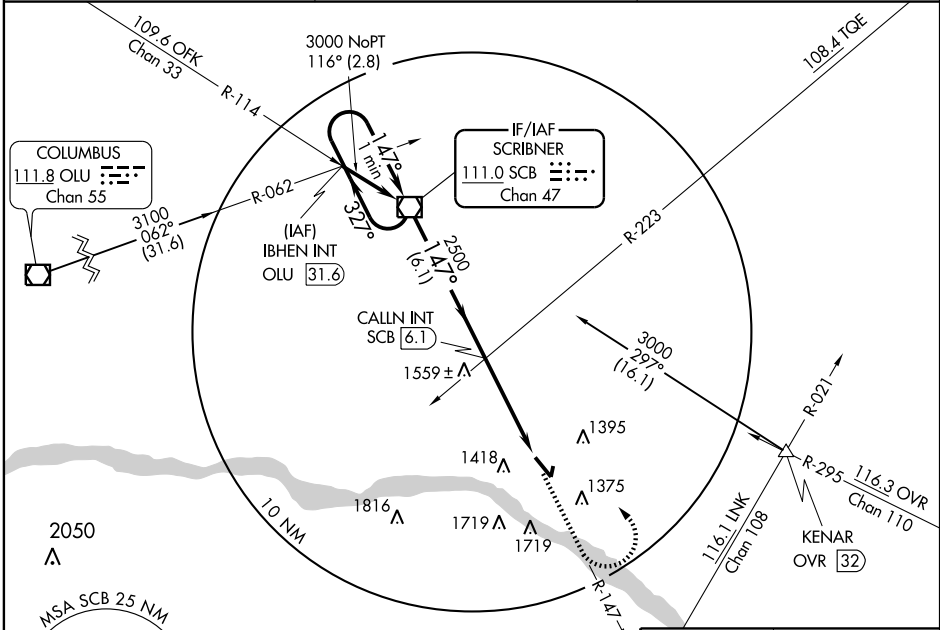 109.6 OFK
Chan 33
R-114
3000 NoPT
116° (2.8)
108.4 TQE
R-223
COLUMBUS
111.8 OLU
Chan 55
R-062
3100
062°
(31.6)
147°
1 min
327°
IF/IAF
SCRIBNER
111.0 SCB
Chan 47
(IAF)
IBHEN INT
OLU 31.6
2500
147°
(6.1)
CALLN INT
SCB 6.1
1559 ±
3000
297°
(16.1)
R-021
1395
1418
1375
R-295
116.3 OVR
Chan 110
1816
1719
1719
116.1 LNK
Chan 108
KENAR
OVR 32
10 NM
2050
R-147
MSA SCB 25 NM